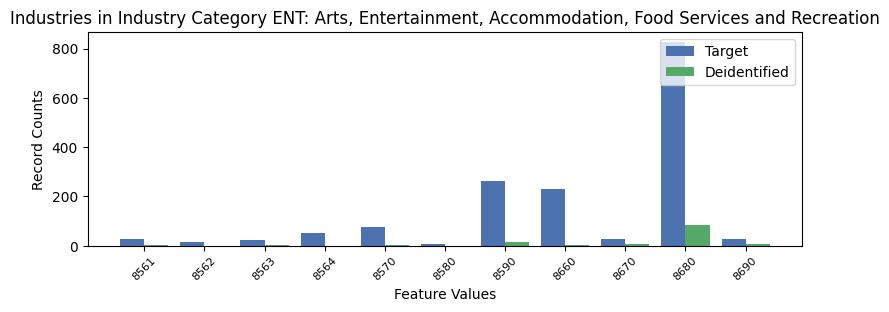 Industries in Industry Category ENT: Arts, Entertainment, Accommodation, Food Services and Recreation
Target
Deidentified
Record Counts
800
600
400
200
0
8561 8562 8563 8564 8570 8580 8590 8660 8670 8680 8690
Feature Values